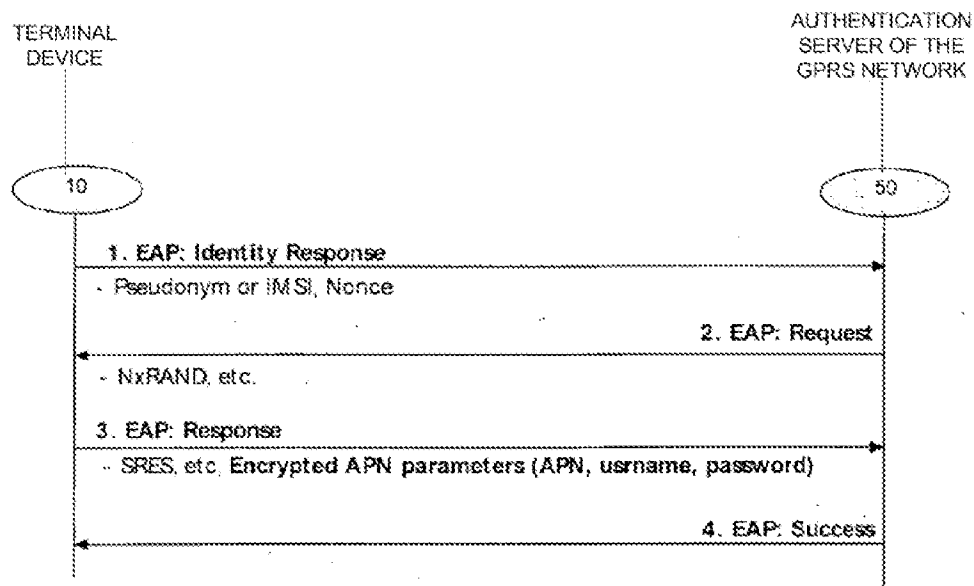 TERMINAL
DEVICE
AUTHENTICATION
SERVER OF THE
GPRS NETWORK
10
50
1. EAP: Identity Response
- Pseudonym or IMSI, Nonce
2. EAP: Request
- NxRAND, etc.
3. EAP: Response
- SRES, etc, Encrypted APN parameters (APN, usrname, password)
4. EAP: Success